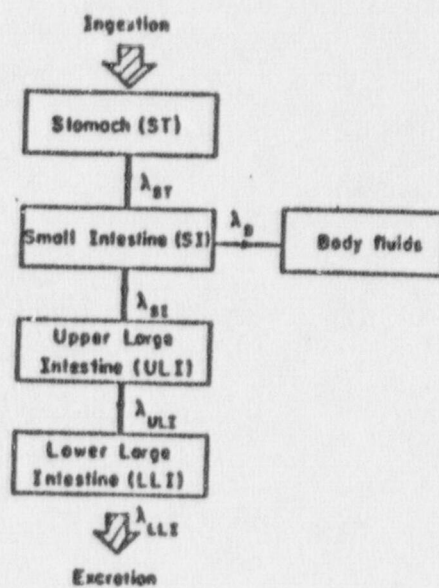 Ingestion
Stomach (ST)
λST
Small Intestine (SI)
λB
Body fluids
λSI
Upper Large
Intestine (ULI)
λULI
Lower Large
Intestine (LLI)
λLLI
Excretion